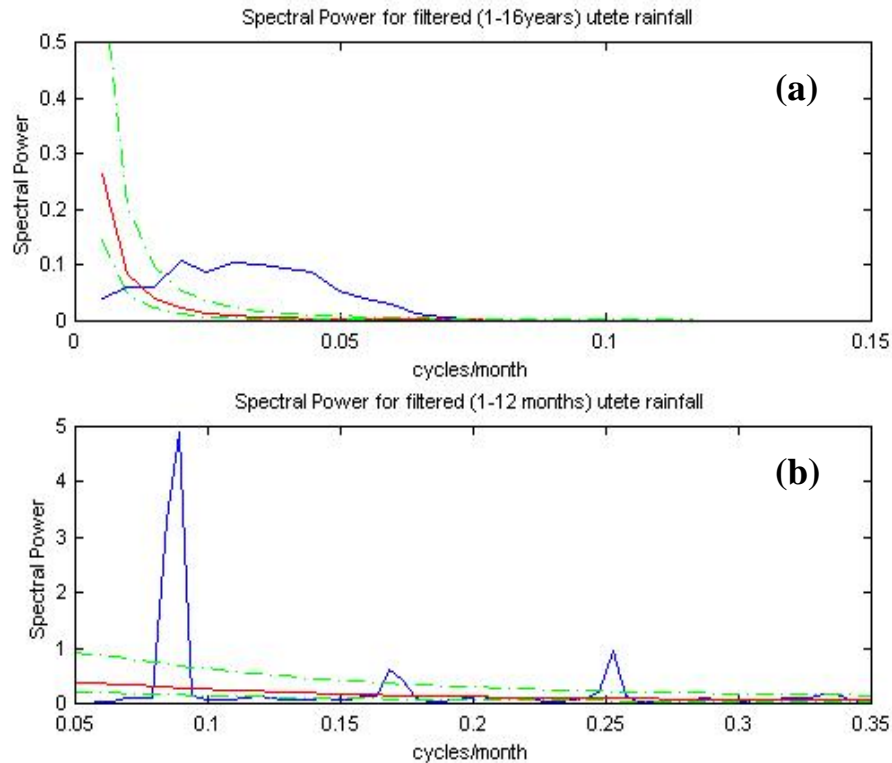 Spectral Power for filtered (1-16years) utete rainfall
0.5
0.4
0.3
0.2
0.1
0
Spectral Power
(a)
0
0.05
0.1
0.15
cycles/month
Spectral Power for filtered (1-12 months) utete rainfall
5
4
3
2
1
0
Spectral Power
(b)
0.05
0.1
0.15
0.2
0.25
0.3
0.35
cycles/month